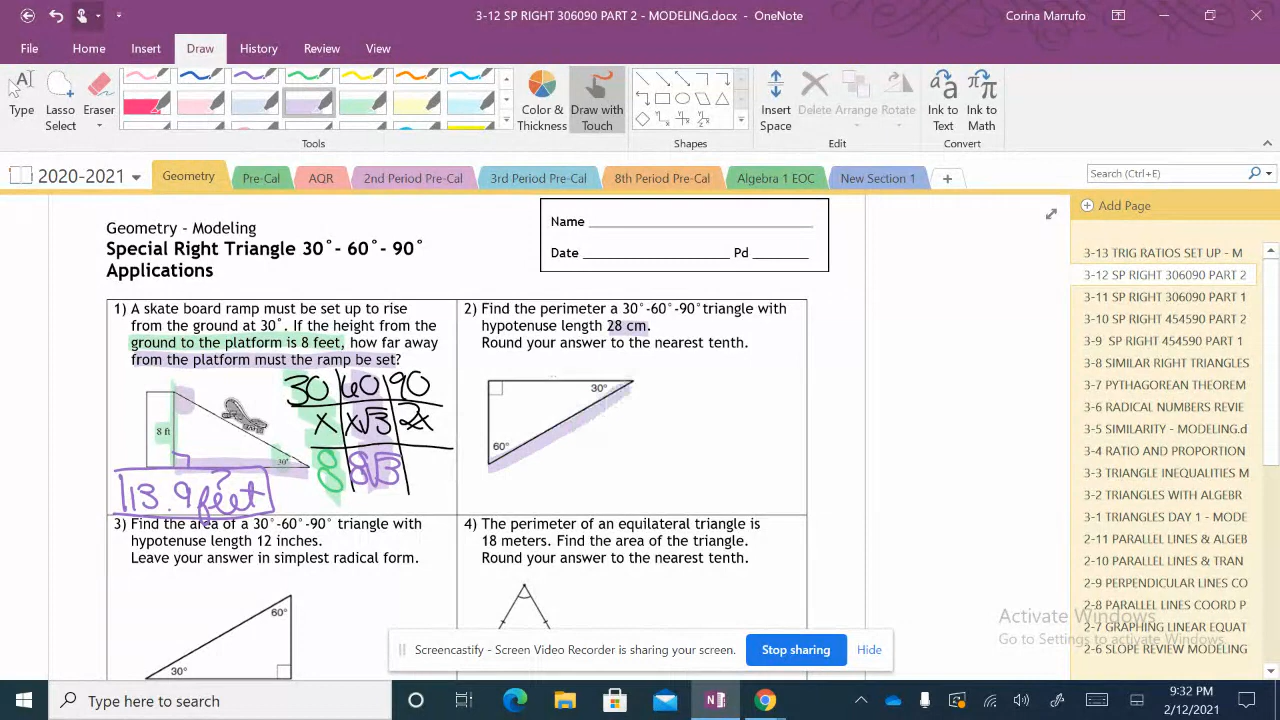 3-12 SP RIGHT 306090 PART 2 - MODELING.docx - OneNote
Corina Marrufo
File
Home
Insert
Draw
History
Review
View
Type
Lasso
Select
Eraser
Color &
Thickness
Draw with
Touch
Insert
Space
Delete
Arrange
Rotate
Ink to
Text
Ink to
Math
Tools
Shapes
Edit
Convert
2020-2021
Geometry
Pre-Cal
AQR
2nd Period Pre-Cal
3rd Period Pre-Cal
8th Period Pre-Cal
Algebra 1 EOC
New Section 1
Search (Ctrl+E)
Geometry - Modeling
Special Right Triangle 30°- 60°- 90°
Applications
Name
Date Pd
1) A skate board ramp must be set up to rise
from the ground at 30°. If the height from the
ground to the platform is 8 feet, how far away
from the platform must the ramp be set?
8 ft
30°
?
30 60 90
x x√3 2x
8 8√3
13.9 feet
2) Find the perimeter a 30°-60°-90°triangle with
hypotenuse length 28 cm.
Round your answer to the nearest tenth.
30°
60°
3) Find the area of a 30°-60°-90° triangle with
hypotenuse length 12 inches.
Leave your answer in simplest radical form.
60°
30°
4) The perimeter of an equilateral triangle is
18 meters. Find the area of the triangle.
Round your answer to the nearest tenth.
Add Page
3-13 TRIG RATIOS SET UP - M
3-12 SP RIGHT 306090 PART 2
3-11 SP RIGHT 306090 PART 1
3-10 SP RIGHT 454590 PART 2
3-9 SP RIGHT 454590 PART 1
3-8 SIMILAR RIGHT TRIANGLES
3-7 PYTHAGOREAN THEOREM
3-6 RADICAL NUMBERS REVIE
3-5 SIMILARITY - MODELING.d
3-4 RATIO AND PROPORTION
3-3 TRIANGLE INEQUALITIES M
3-2 TRIANGLES WITH ALGEBR
3-1 TRIANGLES DAY 1 - MODE
2-11 PARALLEL LINES & ALGEB
2-10 PARALLEL LINES & TRAN
2-9 PERPENDICULAR LINES CO
2-8 PARALLEL LINES COORD P
2-7 GRAPHING LINEAR EQUAT
2-6 SLOPE REVIEW MODELING
Activate Windows
Go to Settings to activate Windows.
Screencastify - Screen Video Recorder is sharing your screen.
Stop sharing
Hide
Type here to search
9:32 PM
2/12/2021